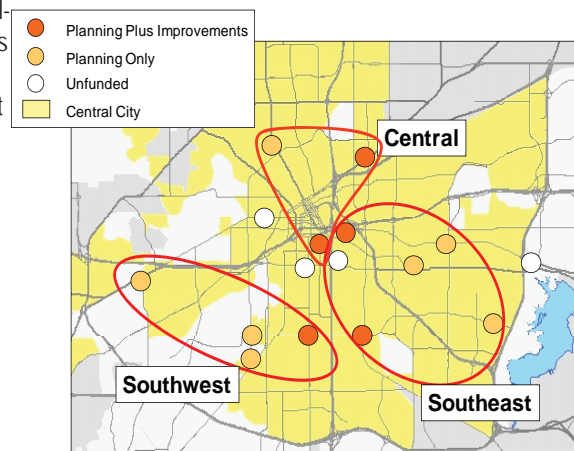 l-
s
t
Planning Plus Improvements
Planning Only
Unfunded
Central City
Central
Southwest
Southeast